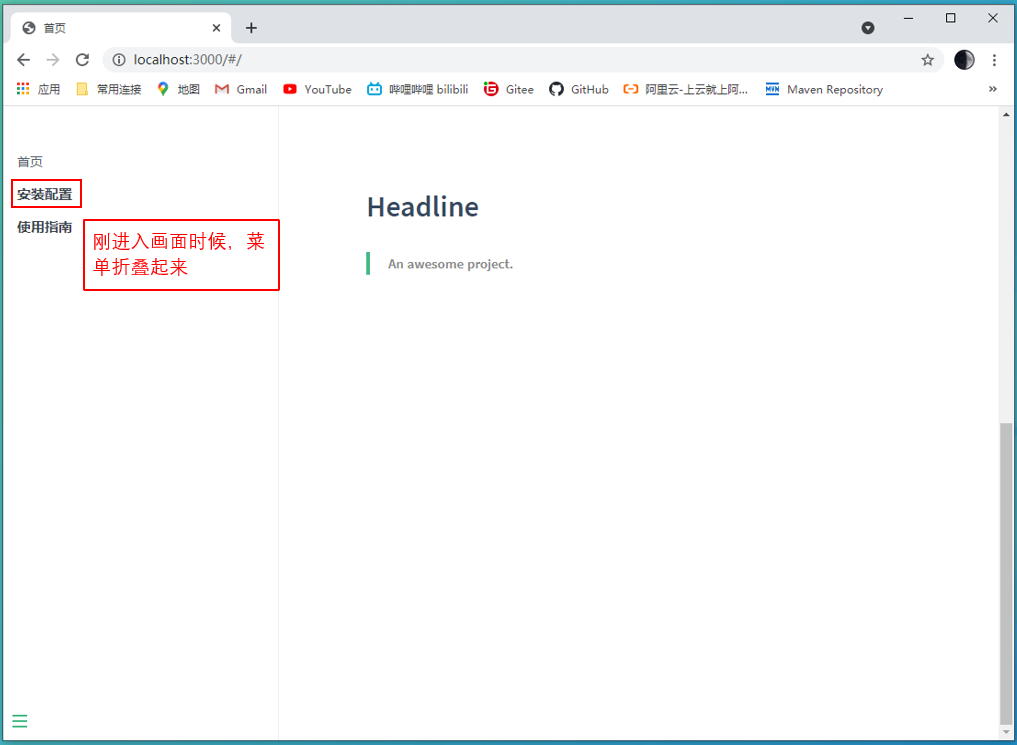 首页
localhost:3000/#/
应用 常用连接 地图 Gmail YouTube 哔哩哔哩 bilibili Gitee GitHub 阿里云-上云就上阿... MVN Maven Repository »
首页
安装配置
使用指南
刚进入画面时候，菜
单折叠起来
Headline
An awesome project.